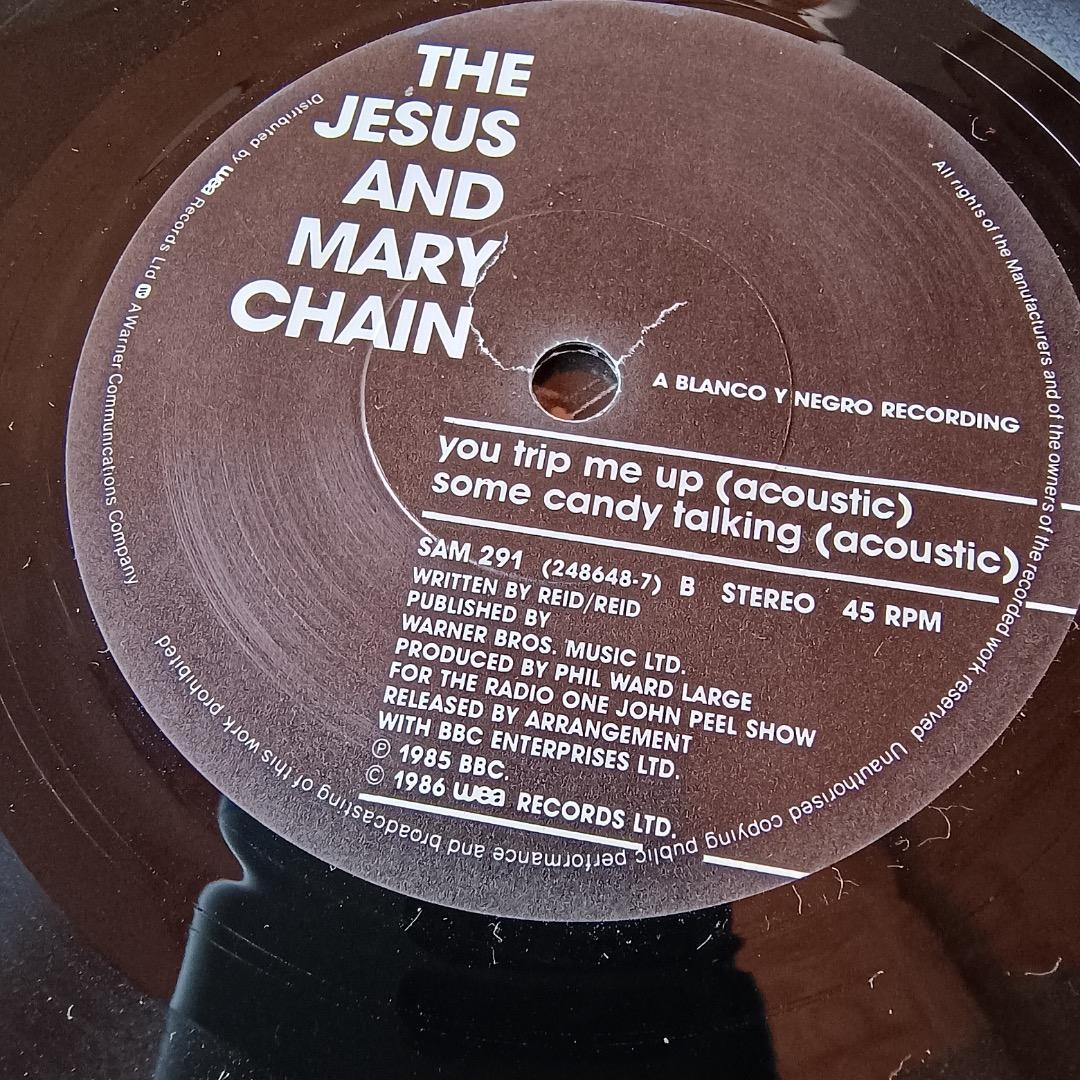 THE
JESUS
AND
MARY
CHAIN
A BLANCO Y NEGRO RECORDING
you trip me up (acoustic)
some candy talking (acoustic)
SAM 291 (248648-7) B STEREO 45 RPM
WRITTEN BY REID/REID
PUBLISHED BY
WARNER BROS. MUSIC LTD.
PRODUCED BY PHIL WARD LARGE
FOR THE RADIO ONE JOHN PEEL SHOW
RELEASED BY ARRANGEMENT
WITH BBC ENTERPRISES LTD.
℗ 1985 BBC.
© 1986 wea RECORDS LTD.
All rights of the Manufacturers and of the owners of the recorded work reserved Unauthorised copying public performance and broadcasting of this work prohibited
Distributed by wea Records Ltd A Warner Communications Company